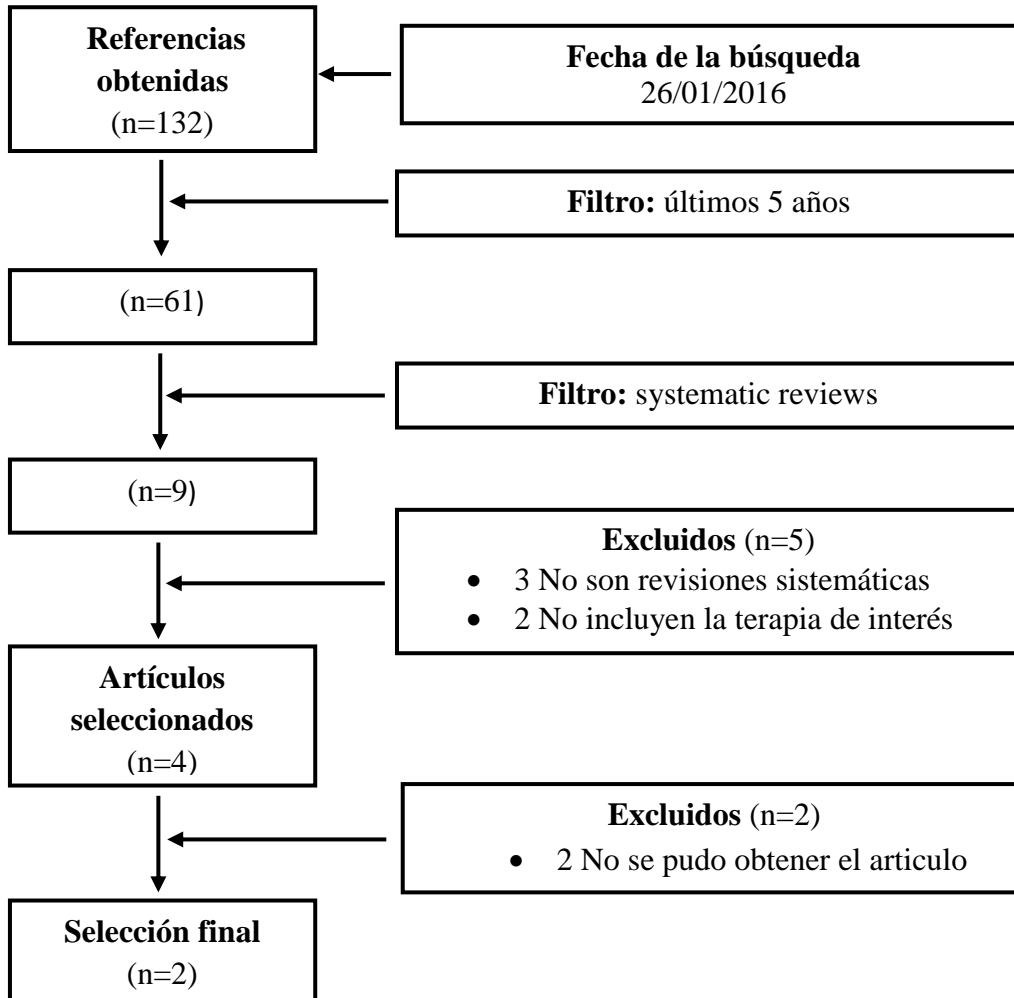 Referencias
obtenidas
(n=132)
Fecha de la búsqueda
26/01/2016
Filtro: últimos 5 años
(n=61)
Filtro: systematic reviews
(n=9)
Excluidos (n=5)
• 3 No son revisiones sistemáticas
• 2 No incluyen la terapia de interés
Artículos
seleccionados
(n=4)
Excluidos (n=2)
• 2 No se pudo obtener el articulo
Selección final
(n=2)